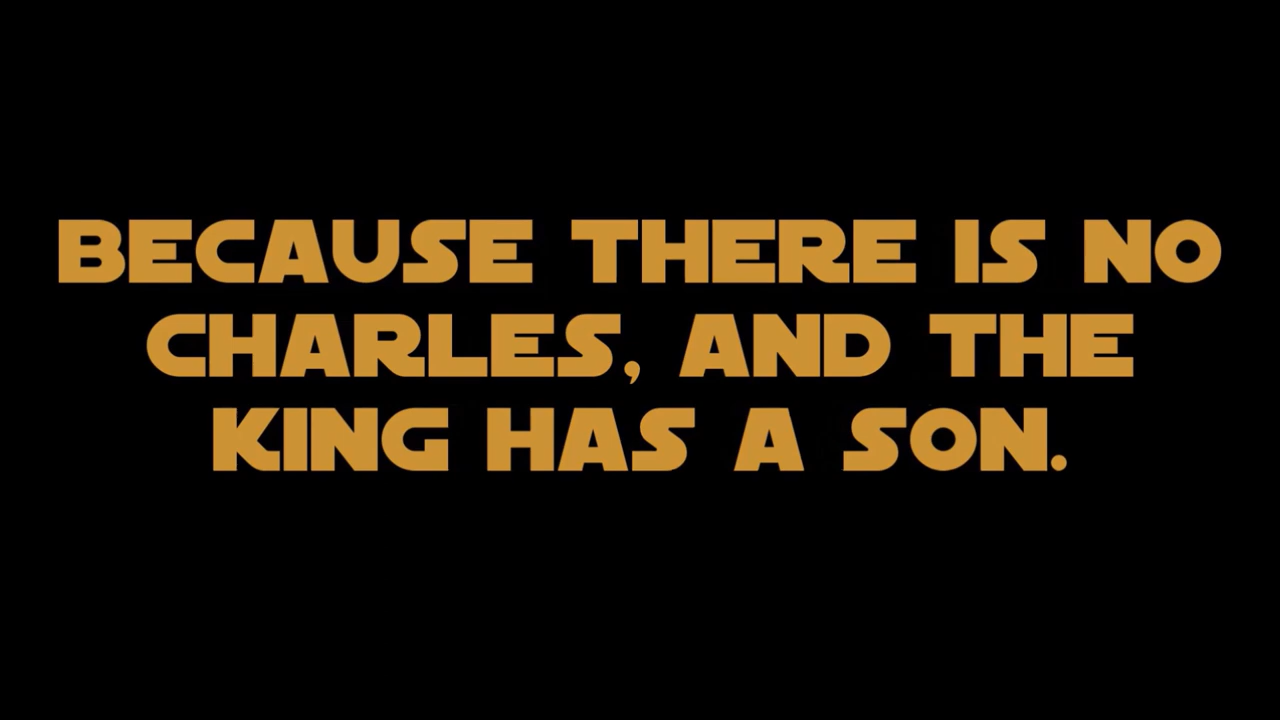 BECAUSE THERE IS NO
CHARLES, AND THE
KING HAS A SON.